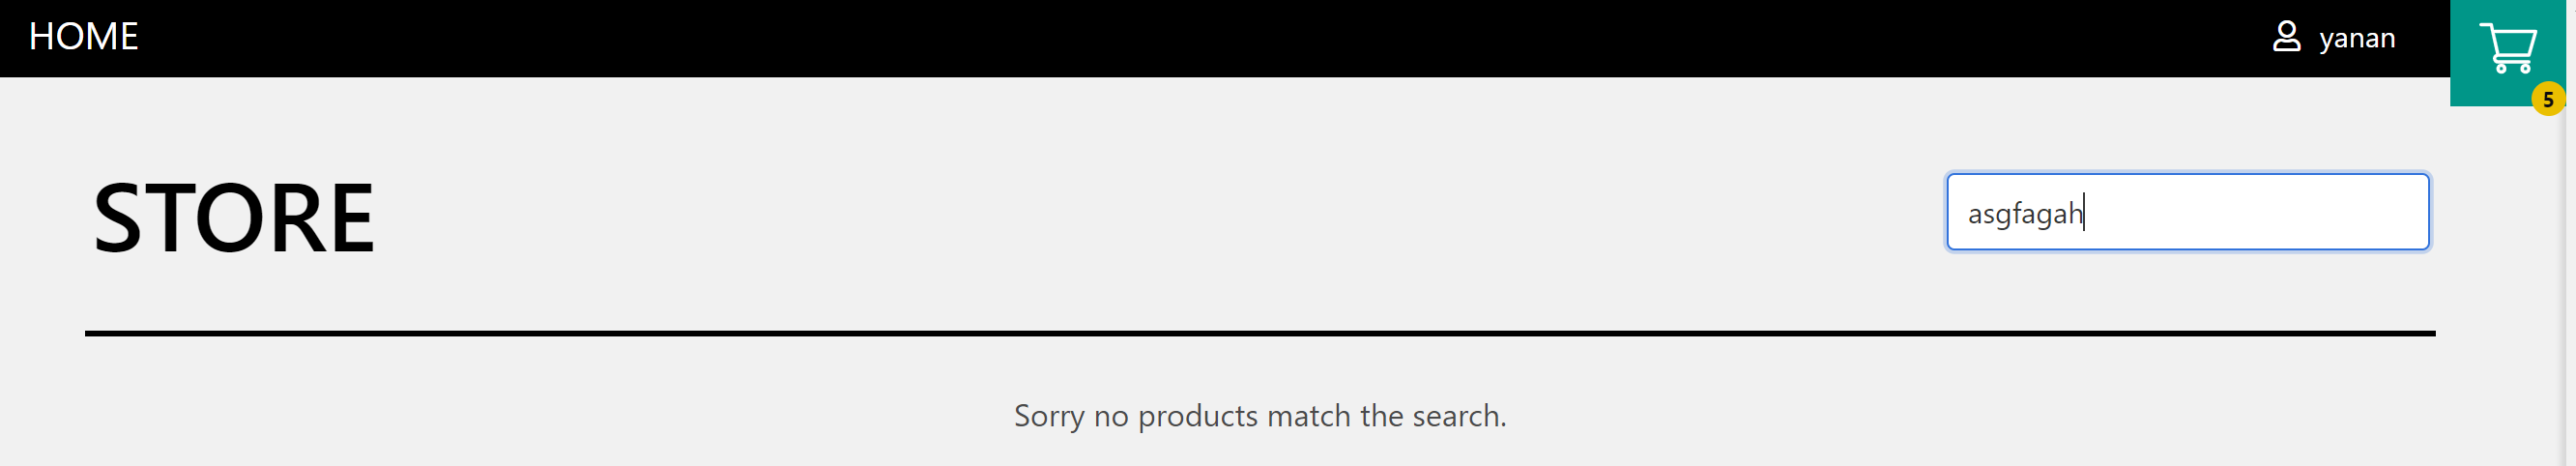 HOME
yanan
5
STORE
asgfagah
Sorry no products match the search.